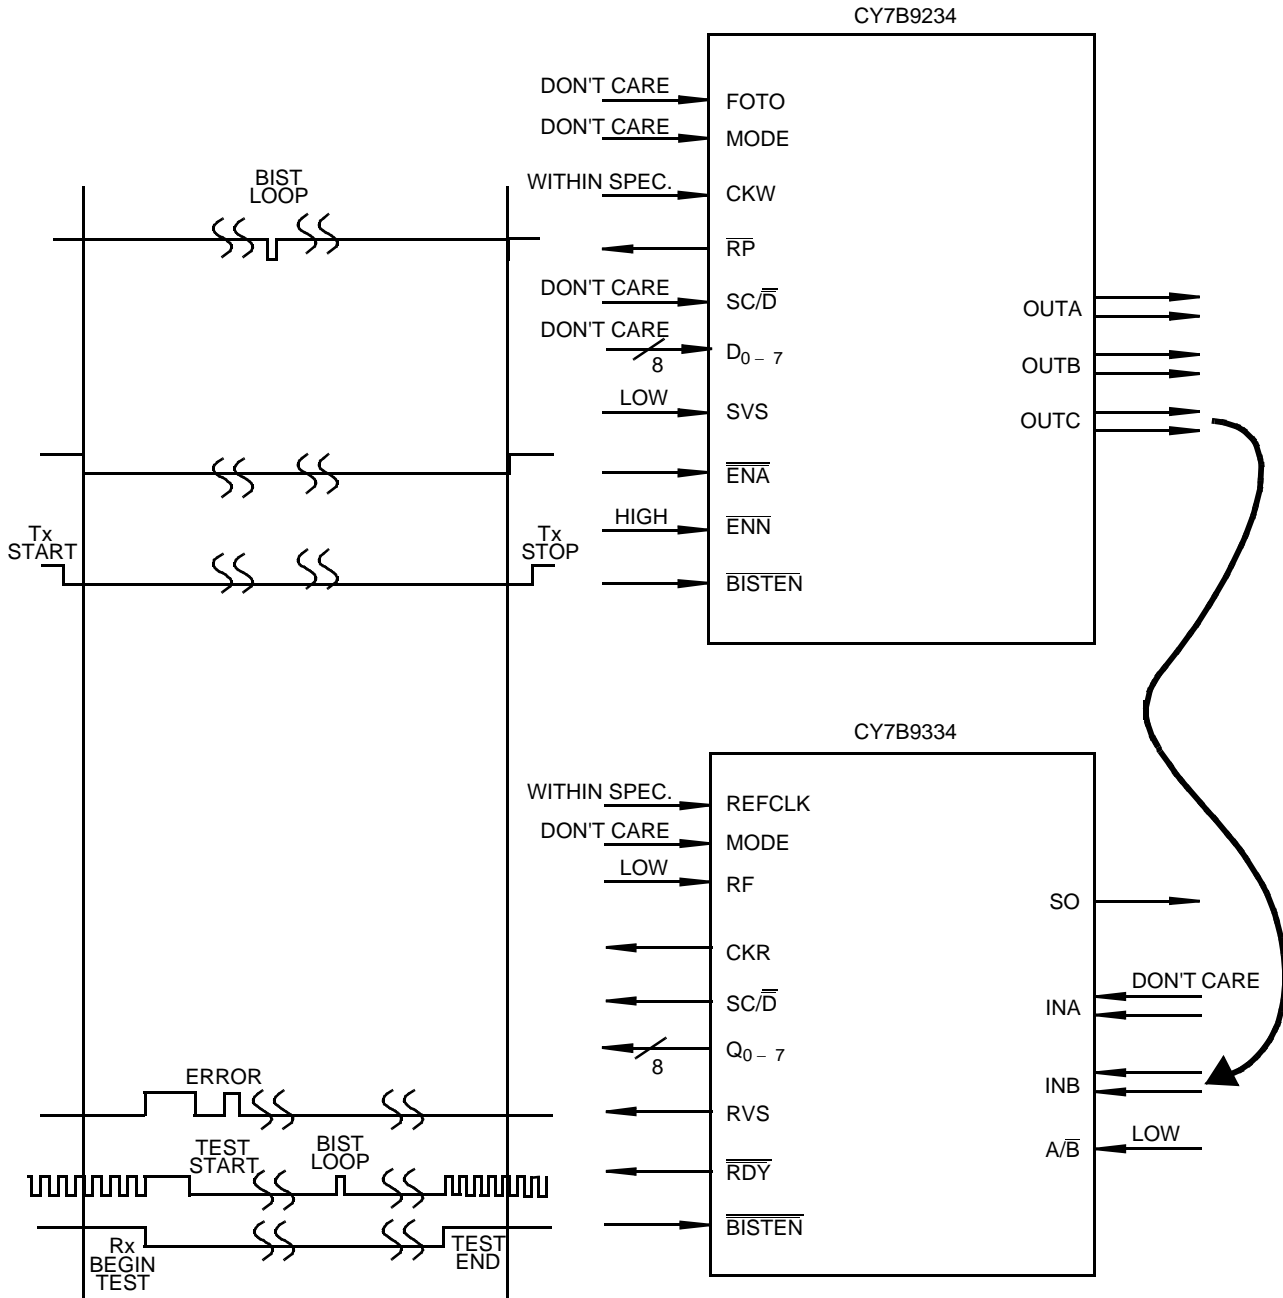 CY7B9234
DON'T CARE
FOTO
DON'T CARE
MODE
BIST
LOOP
WITHIN SPEC.
CKW
RP
DON'T CARE
SC/D
OUTA
DON'T CARE
8
D0 – 7
OUTB
LOW
SVS
OUTC
ENA
Tx
START
Tx
STOP
HIGH
ENN
BISTEN
CY7B9334
WITHIN SPEC.
REFCLK
DON'T CARE
MODE
LOW
RF
SO
CKR
DON'T CARE
SC/D
INA
8
Q0 – 7
ERROR
INB
RVS
TEST
START
BIST
LOOP
LOW
A/B
RDY
BISTEN
Rx
BEGIN
TEST
TEST
END